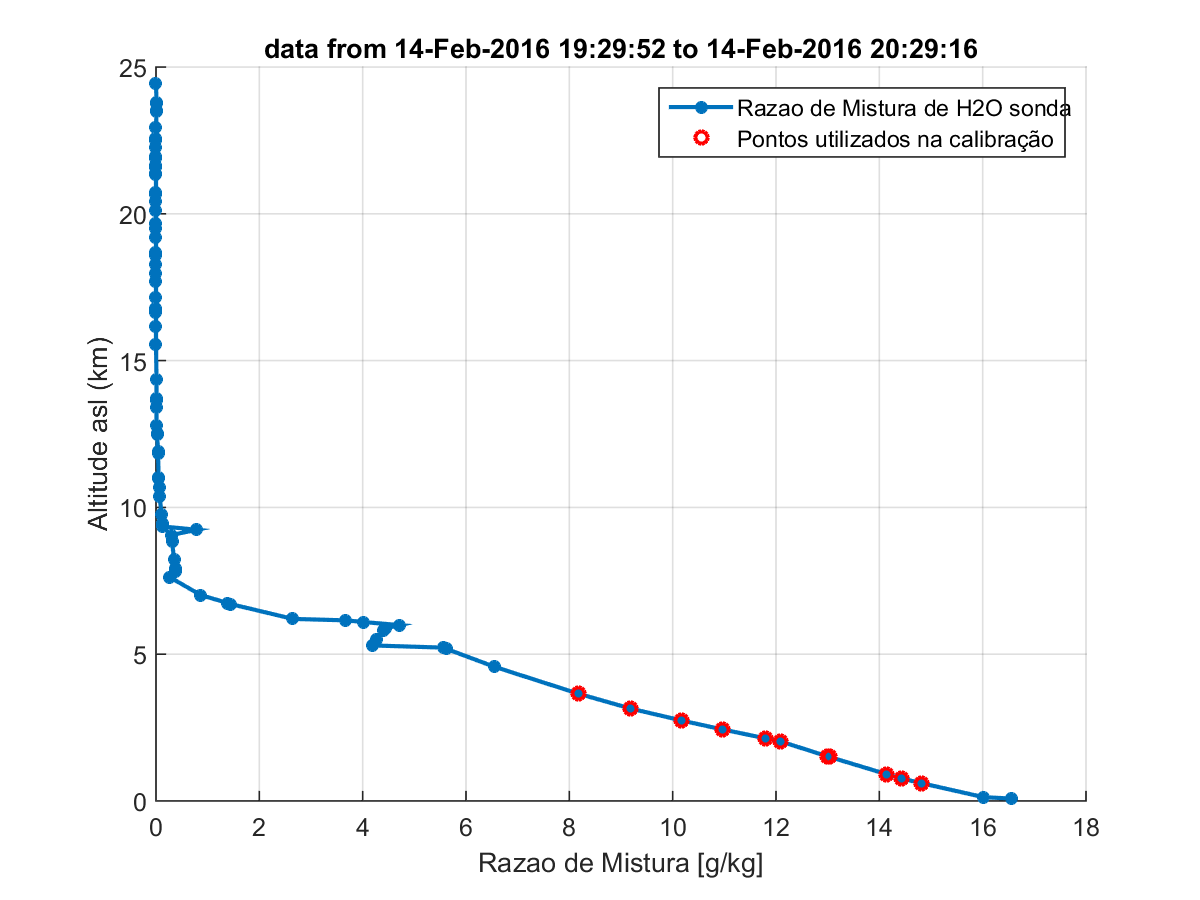 data from 14-Feb-2016 19:29:52 to 14-Feb-2016 20:29:16
Razao de Mistura de H2O sonda
Pontos utilizados na calibração
25
20
15
10
5
0
Altitude asl (km)
0 2 4 6 8 10 12 14 16 18
Razao de Mistura [g/kg]